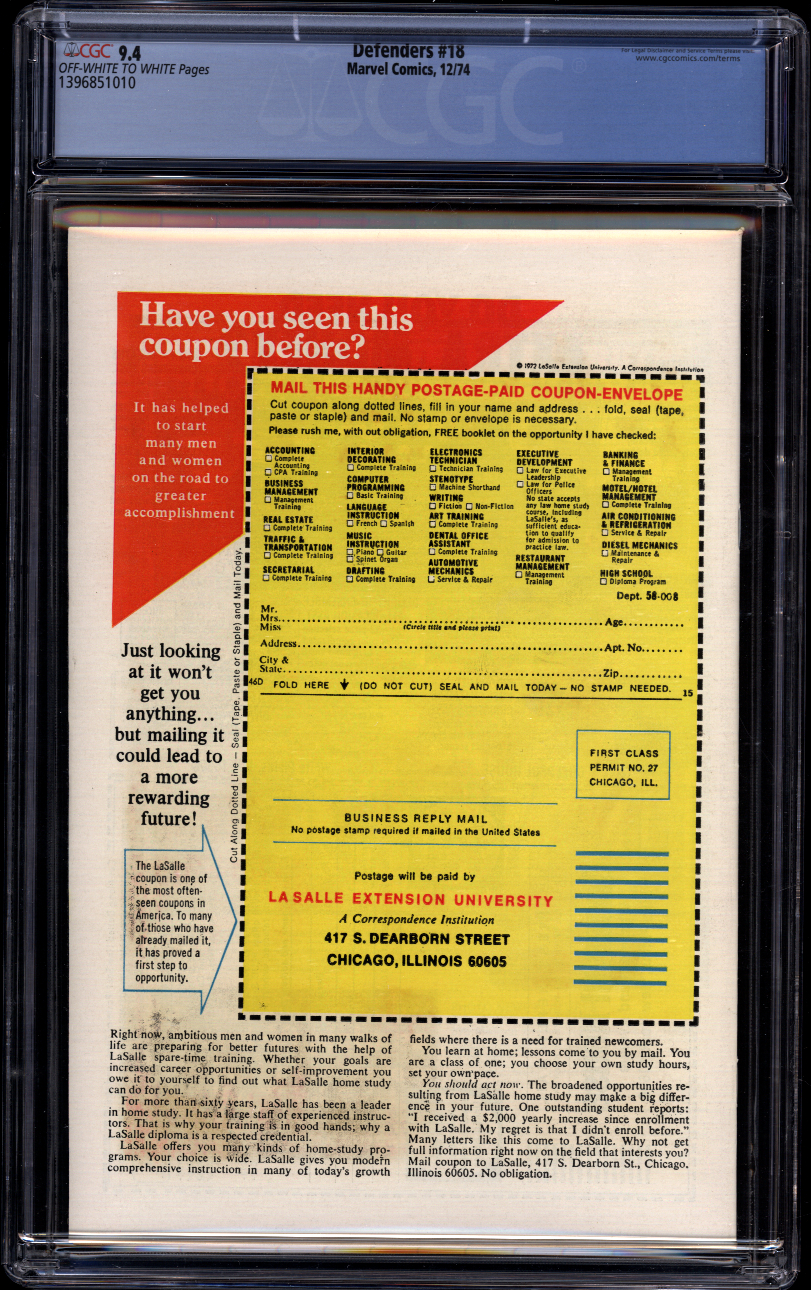 CGC 9.4
OFF-WHITE TO WHITE Pages
1396851010
Defenders #18
Marvel Comics, 12/74
For Legal Disclaimer and Service Terms please visit
www.cgccomics.com/terms
CGC
Have you seen this
coupon before?
It has helped
to start
many men
and women
on the road to
greater
accomplishment
© 1972 LaSalle Extension University. A Correspondence Institution
MAIL THIS HANDY POSTAGE-PAID COUPON-ENVELOPE
Cut coupon along dotted lines, fill in your name and address . . . fold, seal (tape,
paste or staple) and mail. No stamp or envelope is necessary.
Please rush me, with out obligation, FREE booklet on the opportunity I have checked:
ACCOUNTING
Complete
Accounting
CPA Training
BUSINESS
MANAGEMENT
Management
Training
REAL ESTATE
Complete Training
TRAFFIC &
TRANSPORTATION
Complete Training
SECRETARIAL
Complete Training
INTERIOR
DECORATING
Complete Training
COMPUTER
PROGRAMMING
Basic Training
LANGUAGE
INSTRUCTION
French Spanish
MUSIC
INSTRUCTION
Piano Guitar
Spinet Organ
DRAFTING
Complete Training
ELECTRONICS
TECHNICIAN
Technician Training
STENOTYPE
Machine Shorthand
WRITING
Fiction Non-Fiction
ART TRAINING
Complete Training
DENTAL OFFICE
ASSISTANT
Complete Training
AUTOMOTIVE
MECHANICS
Service & Repair
EXECUTIVE
DEVELOPMENT
Law for Executive
Leadership
Law for Police
Officers
No state accepts
any law home study
course, including
LaSalle's, as
sufficient educa-
tion to qualify
for admission to
practice law.
RESTAURANT
MANAGEMENT
Management
Training
BANKING
& FINANCE
Management
Training
MOTEL/HOTEL
MANAGEMENT
Complete Training
AIR CONDITIONING
& REFRIGERATION
Service & Repair
DIESEL MECHANICS
Maintenance &
Repair
HIGH SCHOOL
Diploma Program
Dept. 58-008
Mr.
Mrs. Age
Miss (Circle title and please print)
Address Apt. No.
City &
State Zip
46D FOLD HERE (DO NOT CUT) SEAL AND MAIL TODAY — NO STAMP NEEDED. 15
Cut Along Dotted Line — Seal (Tape, Paste or Staple) and Mail Today.
Just looking
at it won't
get you
anything...
but mailing it
could lead to
a more
rewarding
future!
FIRST CLASS
PERMIT NO. 27
CHICAGO, ILL.
BUSINESS REPLY MAIL
No postage stamp required if mailed in the United States
Postage will be paid by
LA SALLE EXTENSION UNIVERSITY
A Correspondence Institution
417 S. DEARBORN STREET
CHICAGO, ILLINOIS 60605
The LaSalle
coupon is one of
the most often-
seen coupons in
America. To many
of those who have
already mailed it,
it has proved a
first step to
opportunity.
Right now, ambitious men and women in many walks of
life are preparing for better futures with the help of
LaSalle spare-time training. Whether your goals are
increased career opportunities or self-improvement you
owe it to yourself to find out what LaSalle home study
can do for you.
For more than sixty years, LaSalle has been a leader
in home study. It has a large staff of experienced instruc-
tors. That is why your training is in good hands; why a
LaSalle diploma is a respected credential.
LaSalle offers you many kinds of home-study pro-
grams. Your choice is wide. LaSalle gives you modern
comprehensive instruction in many of today's growth
fields where there is a need for trained newcomers.
You learn at home; lessons come to you by mail. You
are a class of one; you choose your own study hours,
set your own pace.
You should act now. The broadened opportunities re-
sulting from LaSalle home study may make a big differ-
ence in your future. One outstanding student reports:
"I received a $2,000 yearly increase since enrollment
with LaSalle. My regret is that I didn't enroll before."
Many letters like this come to LaSalle. Why not get
full information right now on the field that interests you?
Mail coupon to LaSalle, 417 S. Dearborn St., Chicago,
Illinois 60605. No obligation.